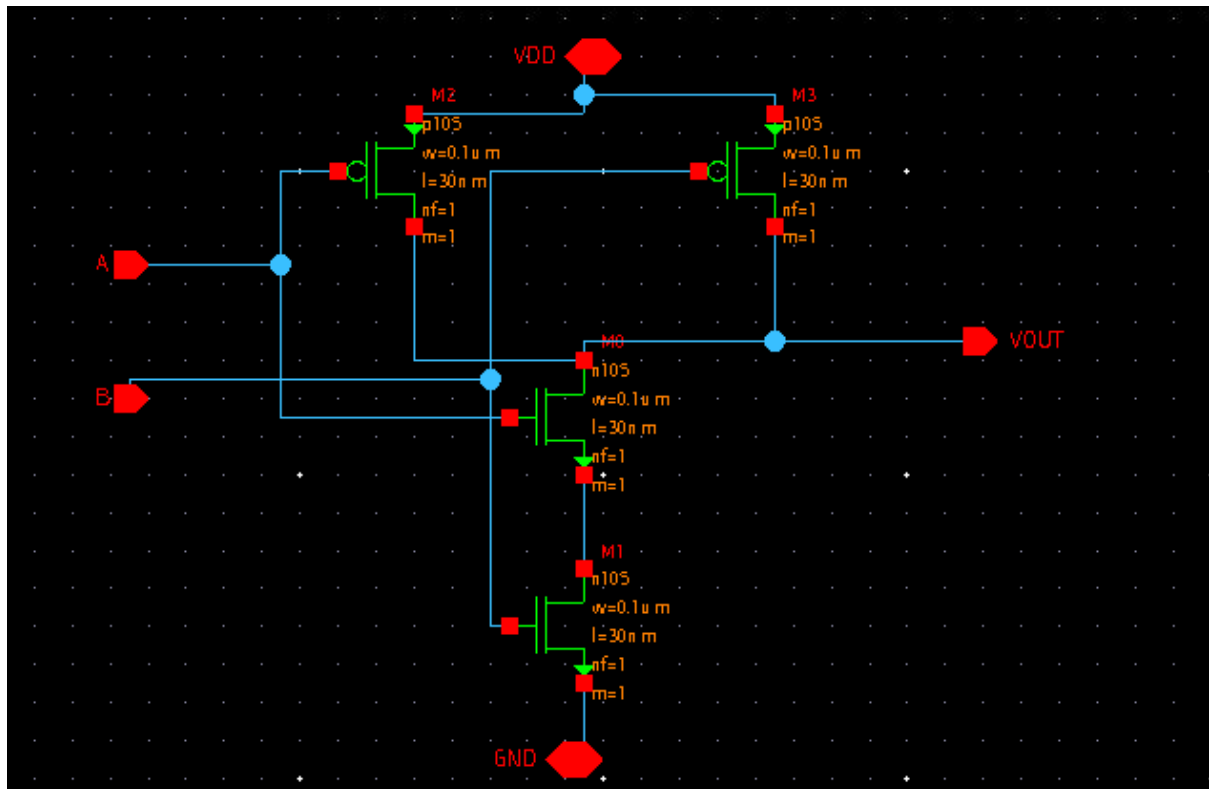 VDD
M2
p105
w=0.1u m
l=30n m
nf=1
m=1
M3
p105
w=0.1u m
l=30n m
nf=1
m=1
A
B
VOUT
M0
n105
w=0.1u m
l=30n m
nf=1
m=1
M1
n105
w=0.1u m
l=30n m
nf=1
m=1
GND